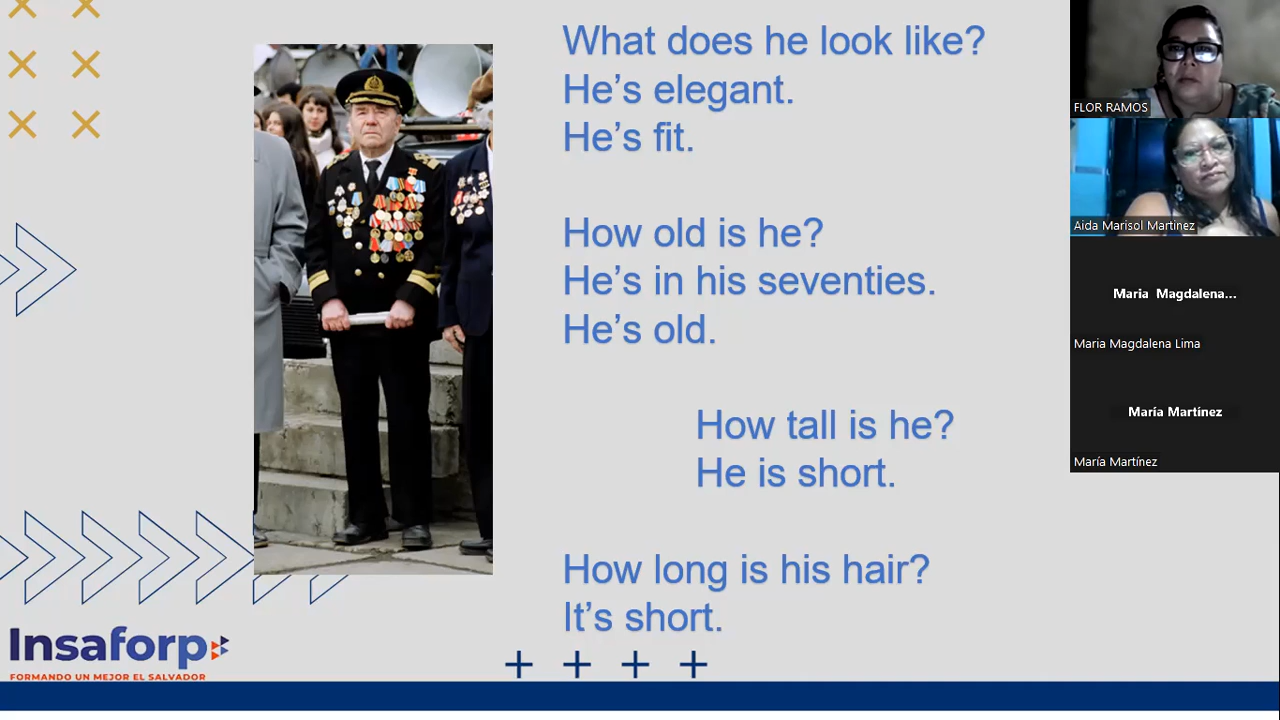 What does he look like?
He's elegant.
He's fit.
How old is he?
He's in his seventies.
He's old.
How tall is he?
He is short.
How long is his hair?
It's short.
Insaforp
FORMANDO UN MEJOR EL SALVADOR
FLOR RAMOS
Aida Marisol Martinez
Maria Magdalena...
Maria Magdalena Lima
María Martínez
María Martínez